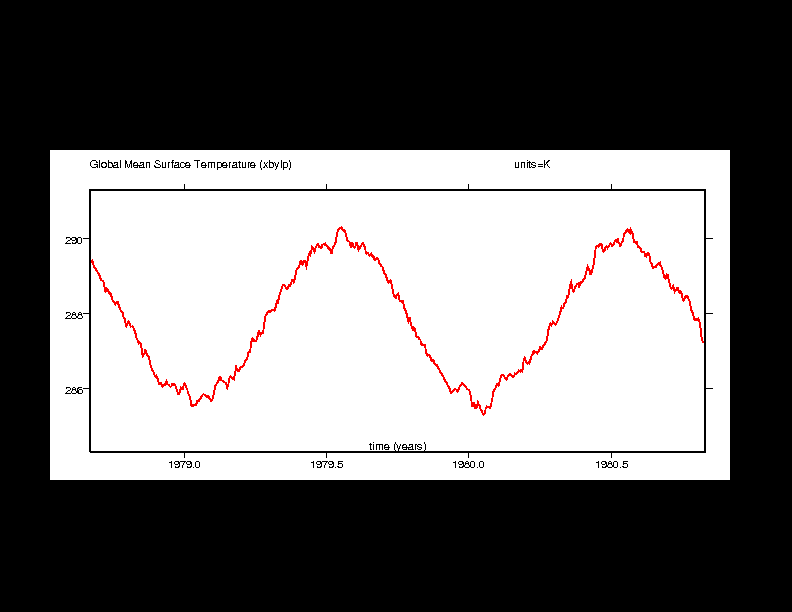 Global Mean Surface Temperature (xbylp) units=K
290
288
286
time (years)
1979.0 1979.5 1980.0 1980.5